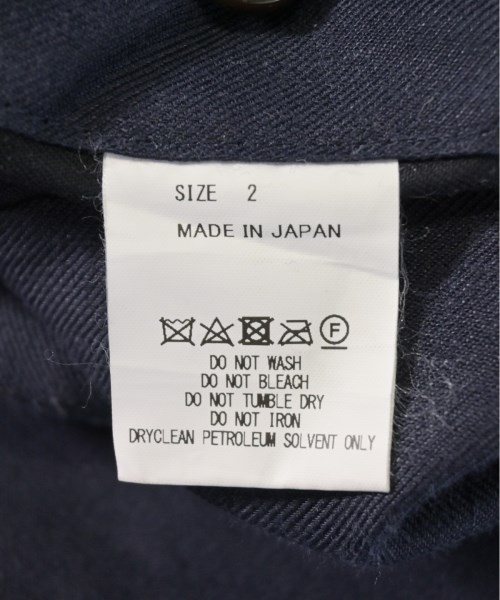 SIZE 2
MADE IN JAPAN
F
DO NOT WASH
DO NOT BLEACH
DO NOT TUMBLE DRY
DO NOT IRON
DRYCLEAN PETROLEUM SOLVENT ONLY